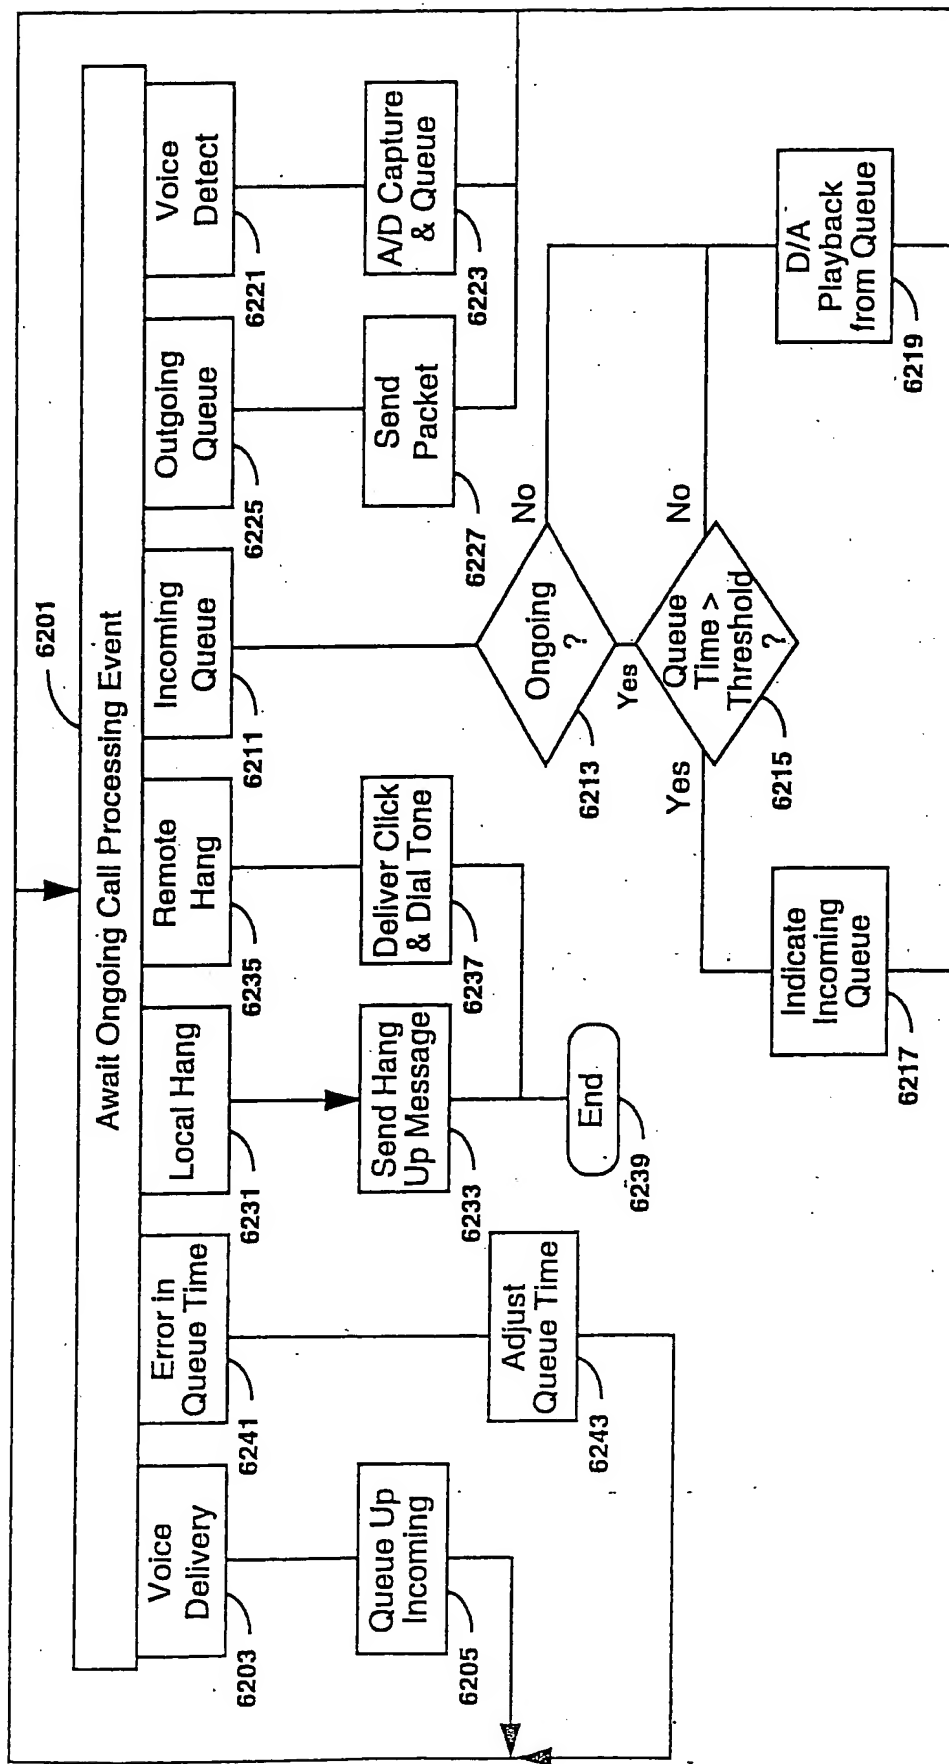 6201
Await Ongoing Call Processing Event
Voice
Delivery
6203
Error in
Queue Time
6241
Local Hang
6231
Remote
Hang
6235
Incoming
Queue
6211
Outgoing
Queue
6225
Voice
Detect
6221
Queue Up
Incoming
6205
Adjust
Queue Time
6243
Send Hang
Up Message
6233
Deliver Click
& Dial Tone
6237
End
6239
Send
Packet
6227
A/D Capture
& Queue
6223
Ongoing
?
6213
No
Yes
Queue
Time >
Threshold
?
6215
Yes
No
Indicate
Incoming
Queue
6217
D/A
Playback
from Queue
6219